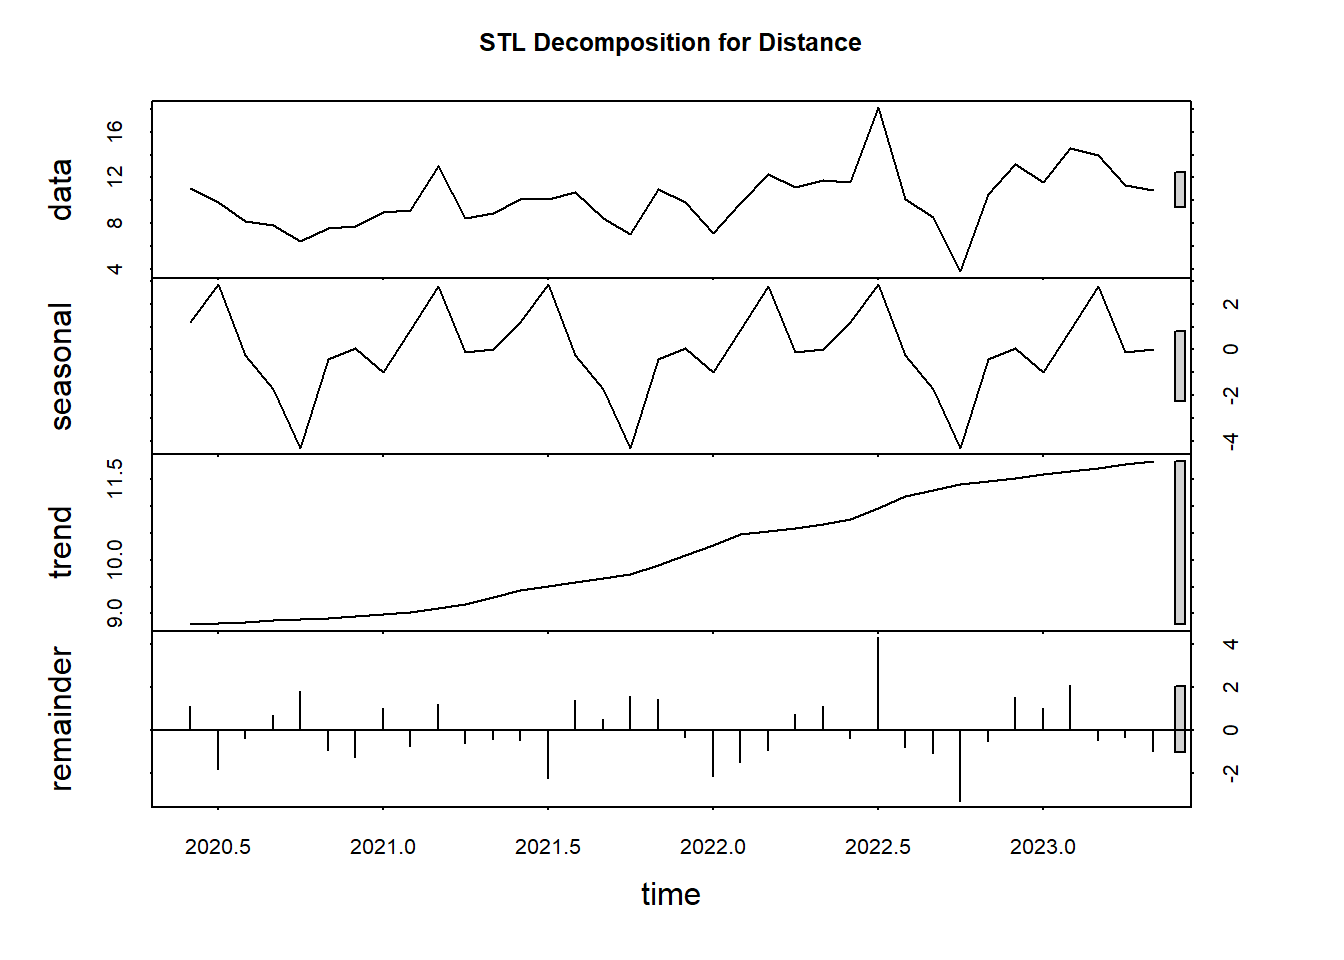 STL Decomposition for Distance
data
4 8 12 16
seasonal
-4 -2 0 2
trend
9.0 10.0 11.5
remainder
-2 0 2 4
2020.5 2021.0 2021.5 2022.0 2022.5 2023.0
time